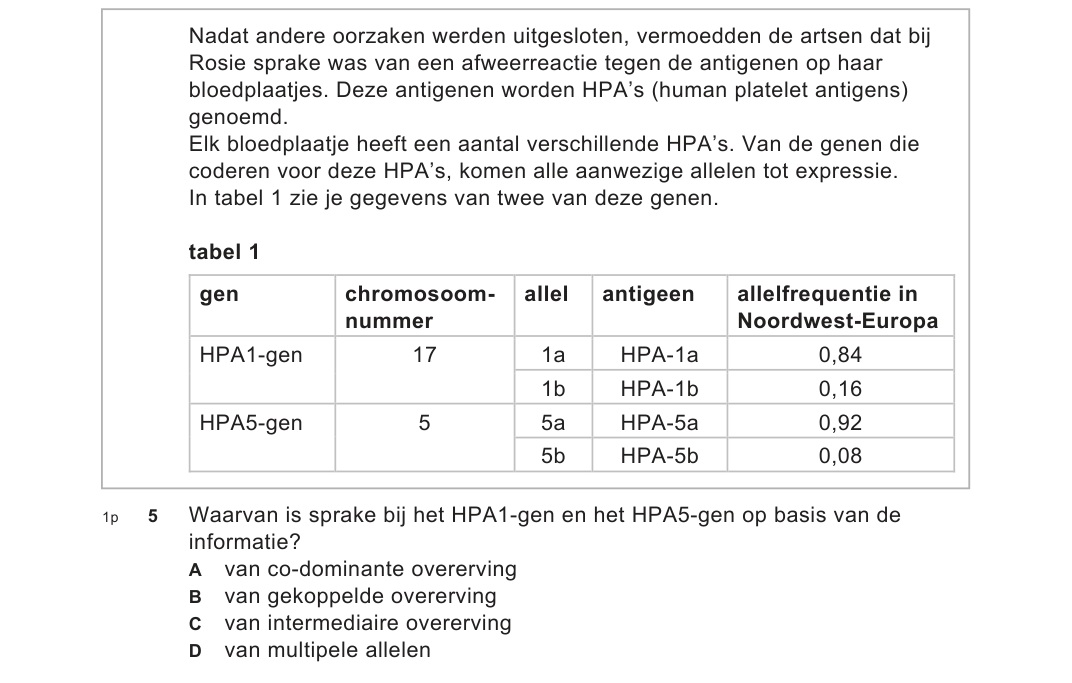 Nadat andere oorzaken werden uitgesloten, vermoedden de artsen dat bij
Rosie sprake was van een afweerreactie tegen de antigenen op haar
bloedplaatjes. Deze antigenen worden HPA's (human platelet antigens)
genoemd.
Elk bloedplaatje heeft een aantal verschillende HPA's. Van de genen die
coderen voor deze HPA's, komen alle aanwezige allelen tot expressie.
In tabel 1 zie je gegevens van twee van deze genen.
tabel 1
gen chromosoom- allel antigeen allelfrequentie in
nummer Noordwest-Europa
HPA1-gen 17 1a HPA-1a 0,84
1b HPA-1b 0,16
HPA5-gen 5 5a HPA-5a 0,92
5b HPA-5b 0,08
1p 5 Waarvan is sprake bij het HPA1-gen en het HPA5-gen op basis van de
informatie?
A van co-dominante overerving
B van gekoppelde overerving
C van intermediaire overerving
D van multipele allelen